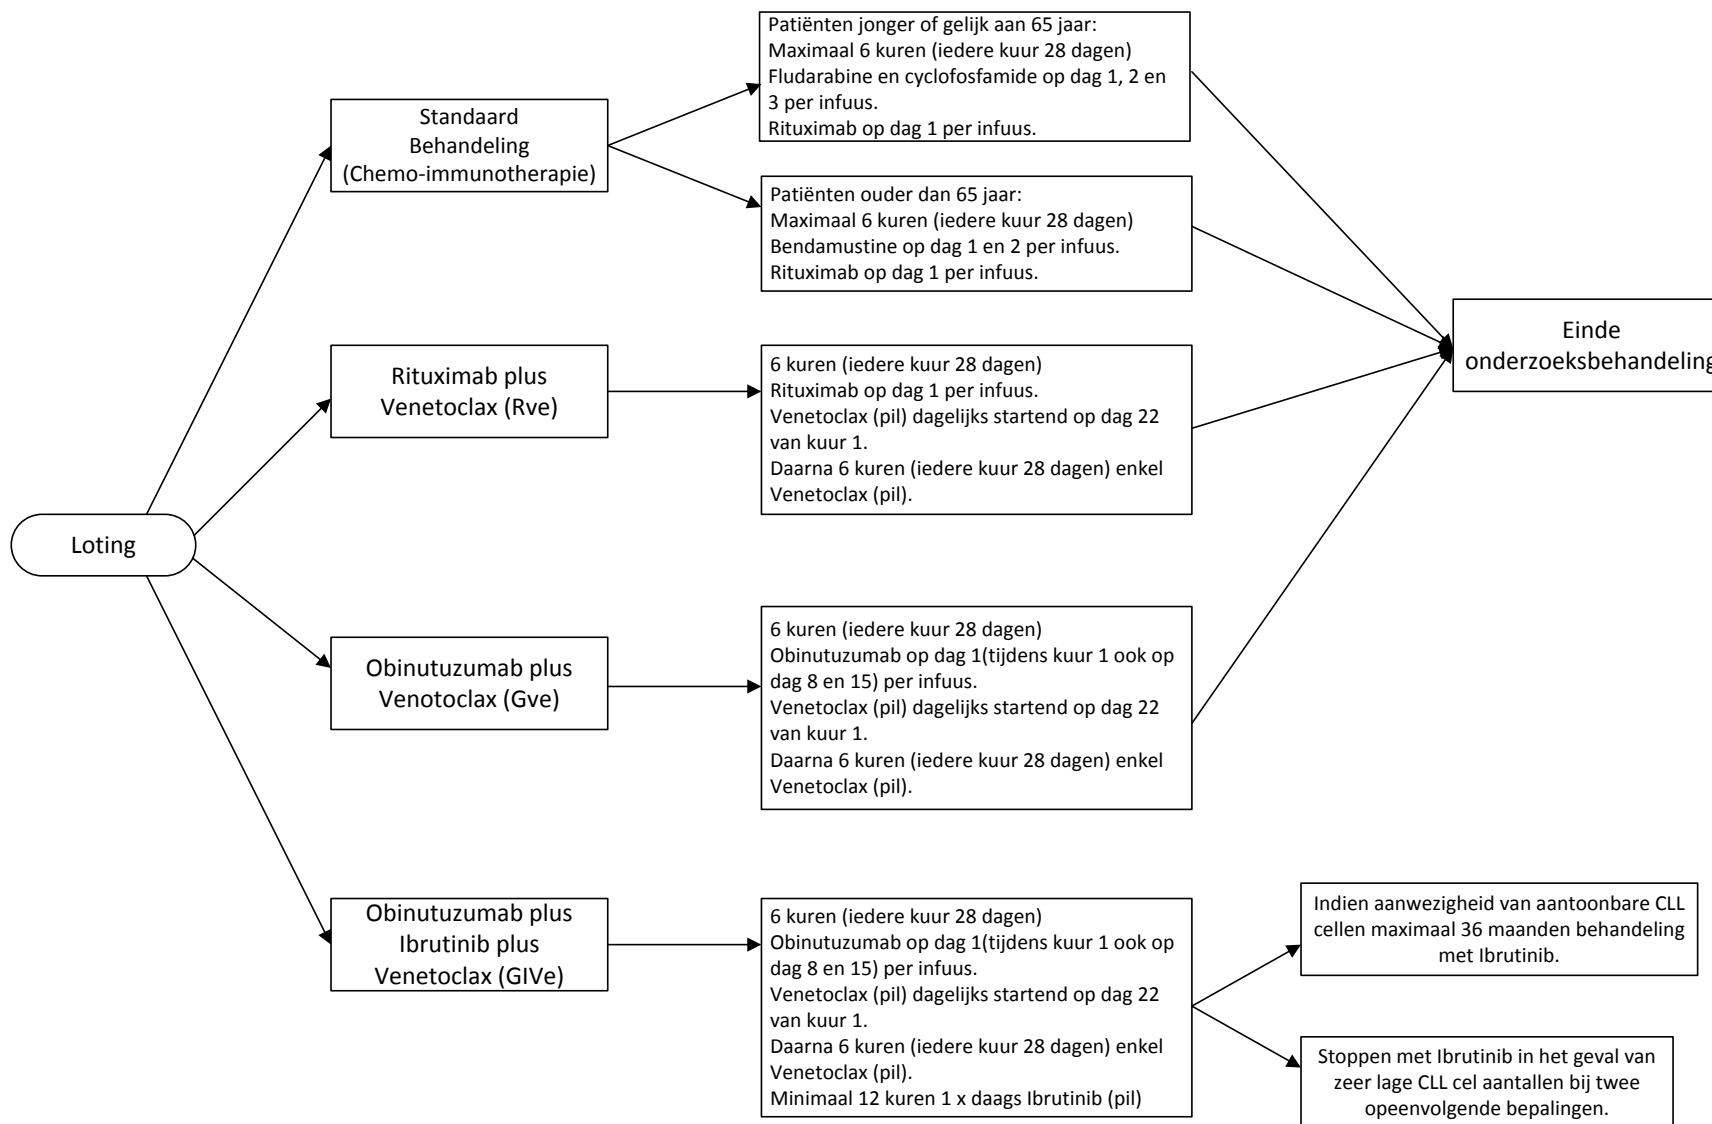 Loting
Standaard
Behandeling
(Chemo-immunotherapie)
Patiënten jonger of gelijk aan 65 jaar:
Maximaal 6 kuren (iedere kuur 28 dagen)
Fludarabine en cyclofosfamide op dag 1, 2 en
3 per infuus.
Rituximab op dag 1 per infuus.
Patiënten ouder dan 65 jaar:
Maximaal 6 kuren (iedere kuur 28 dagen)
Bendamustine op dag 1 en 2 per infuus.
Rituximab op dag 1 per infuus.
Rituximab plus
Venetoclax (Rve)
6 kuren (iedere kuur 28 dagen)
Rituximab op dag 1 per infuus.
Venetoclax (pil) dagelijks startend op dag 22
van kuur 1.
Daarna 6 kuren (iedere kuur 28 dagen) enkel
Venetoclax (pil).
Einde
onderzoeksbehandeling
Obinutuzumab plus
Venotoclax (Gve)
6 kuren (iedere kuur 28 dagen)
Obinutuzumab op dag 1(tijdens kuur 1 ook op
dag 8 en 15) per infuus.
Venetoclax (pil) dagelijks startend op dag 22
van kuur 1.
Daarna 6 kuren (iedere kuur 28 dagen) enkel
Venetoclax (pil).
Obinutuzumab plus
Ibrutinib plus
Venetoclax (GIVe)
6 kuren (iedere kuur 28 dagen)
Obinutuzumab op dag 1(tijdens kuur 1 ook op
dag 8 en 15) per infuus.
Venetoclax (pil) dagelijks startend op dag 22
van kuur 1.
Daarna 6 kuren (iedere kuur 28 dagen) enkel
Venetoclax (pil).
Minimaal 12 kuren 1 x daags Ibrutinib (pil)
Indien aanwezigheid van aantoonbare CLL
cellen maximaal 36 maanden behandeling
met Ibrutinib.
Stoppen met Ibrutinib in het geval van
zeer lage CLL cel aantallen bij twee
opeenvolgende bepalingen.